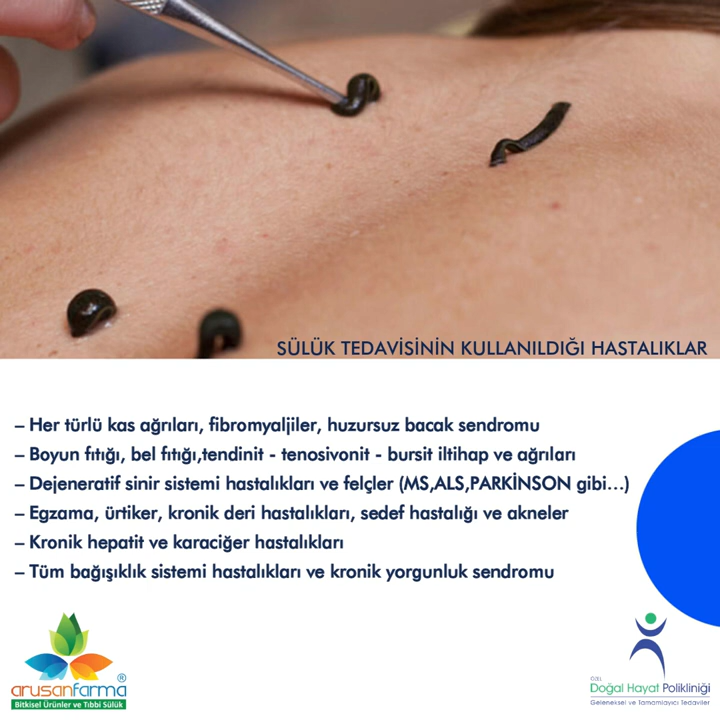 SÜLÜK TEDAVİSİNİN KULLANILDIĞI HASTALIKLAR
– Her türlü kas ağrıları, fibromyaljiler, huzursuz bacak sendromu
– Boyun fıtığı, bel fıtığı,tendinit - tenosivonit - bursit iltihap ve ağrıları
– Dejeneratif sinir sistemi hastalıkları ve felçler (MS,ALS,PARKİNSON gibi...)
– Egzama, ürtiker, kronik deri hastalıkları, sedef hastalığı ve akneler
– Kronik hepatit ve karaciğer hastalıkları
– Tüm bağışıklık sistemi hastalıkları ve kronik yorgunluk sendromu
arusanfarma®
Bitkisel Ürünler ve Tıbbi Sülük
ÖZEL
Doğal Hayat Polikliniği
Geleneksel ve Tamamlayıcı Tedaviler